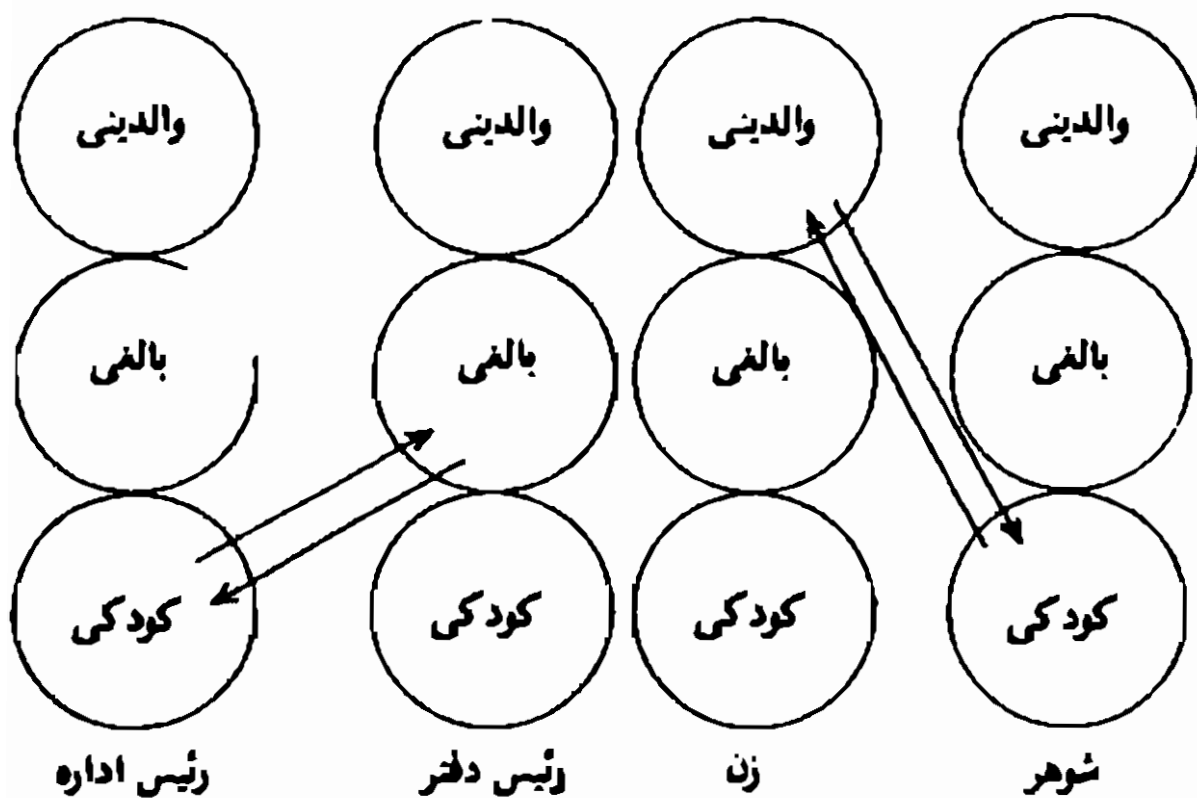 والدینی والدینی والدینی والدینی
بالغی بالغی بالغی بالغی
کودکی کودکی کودکی کودکی
شوهر زن رئیس دفتر رئیس اداره